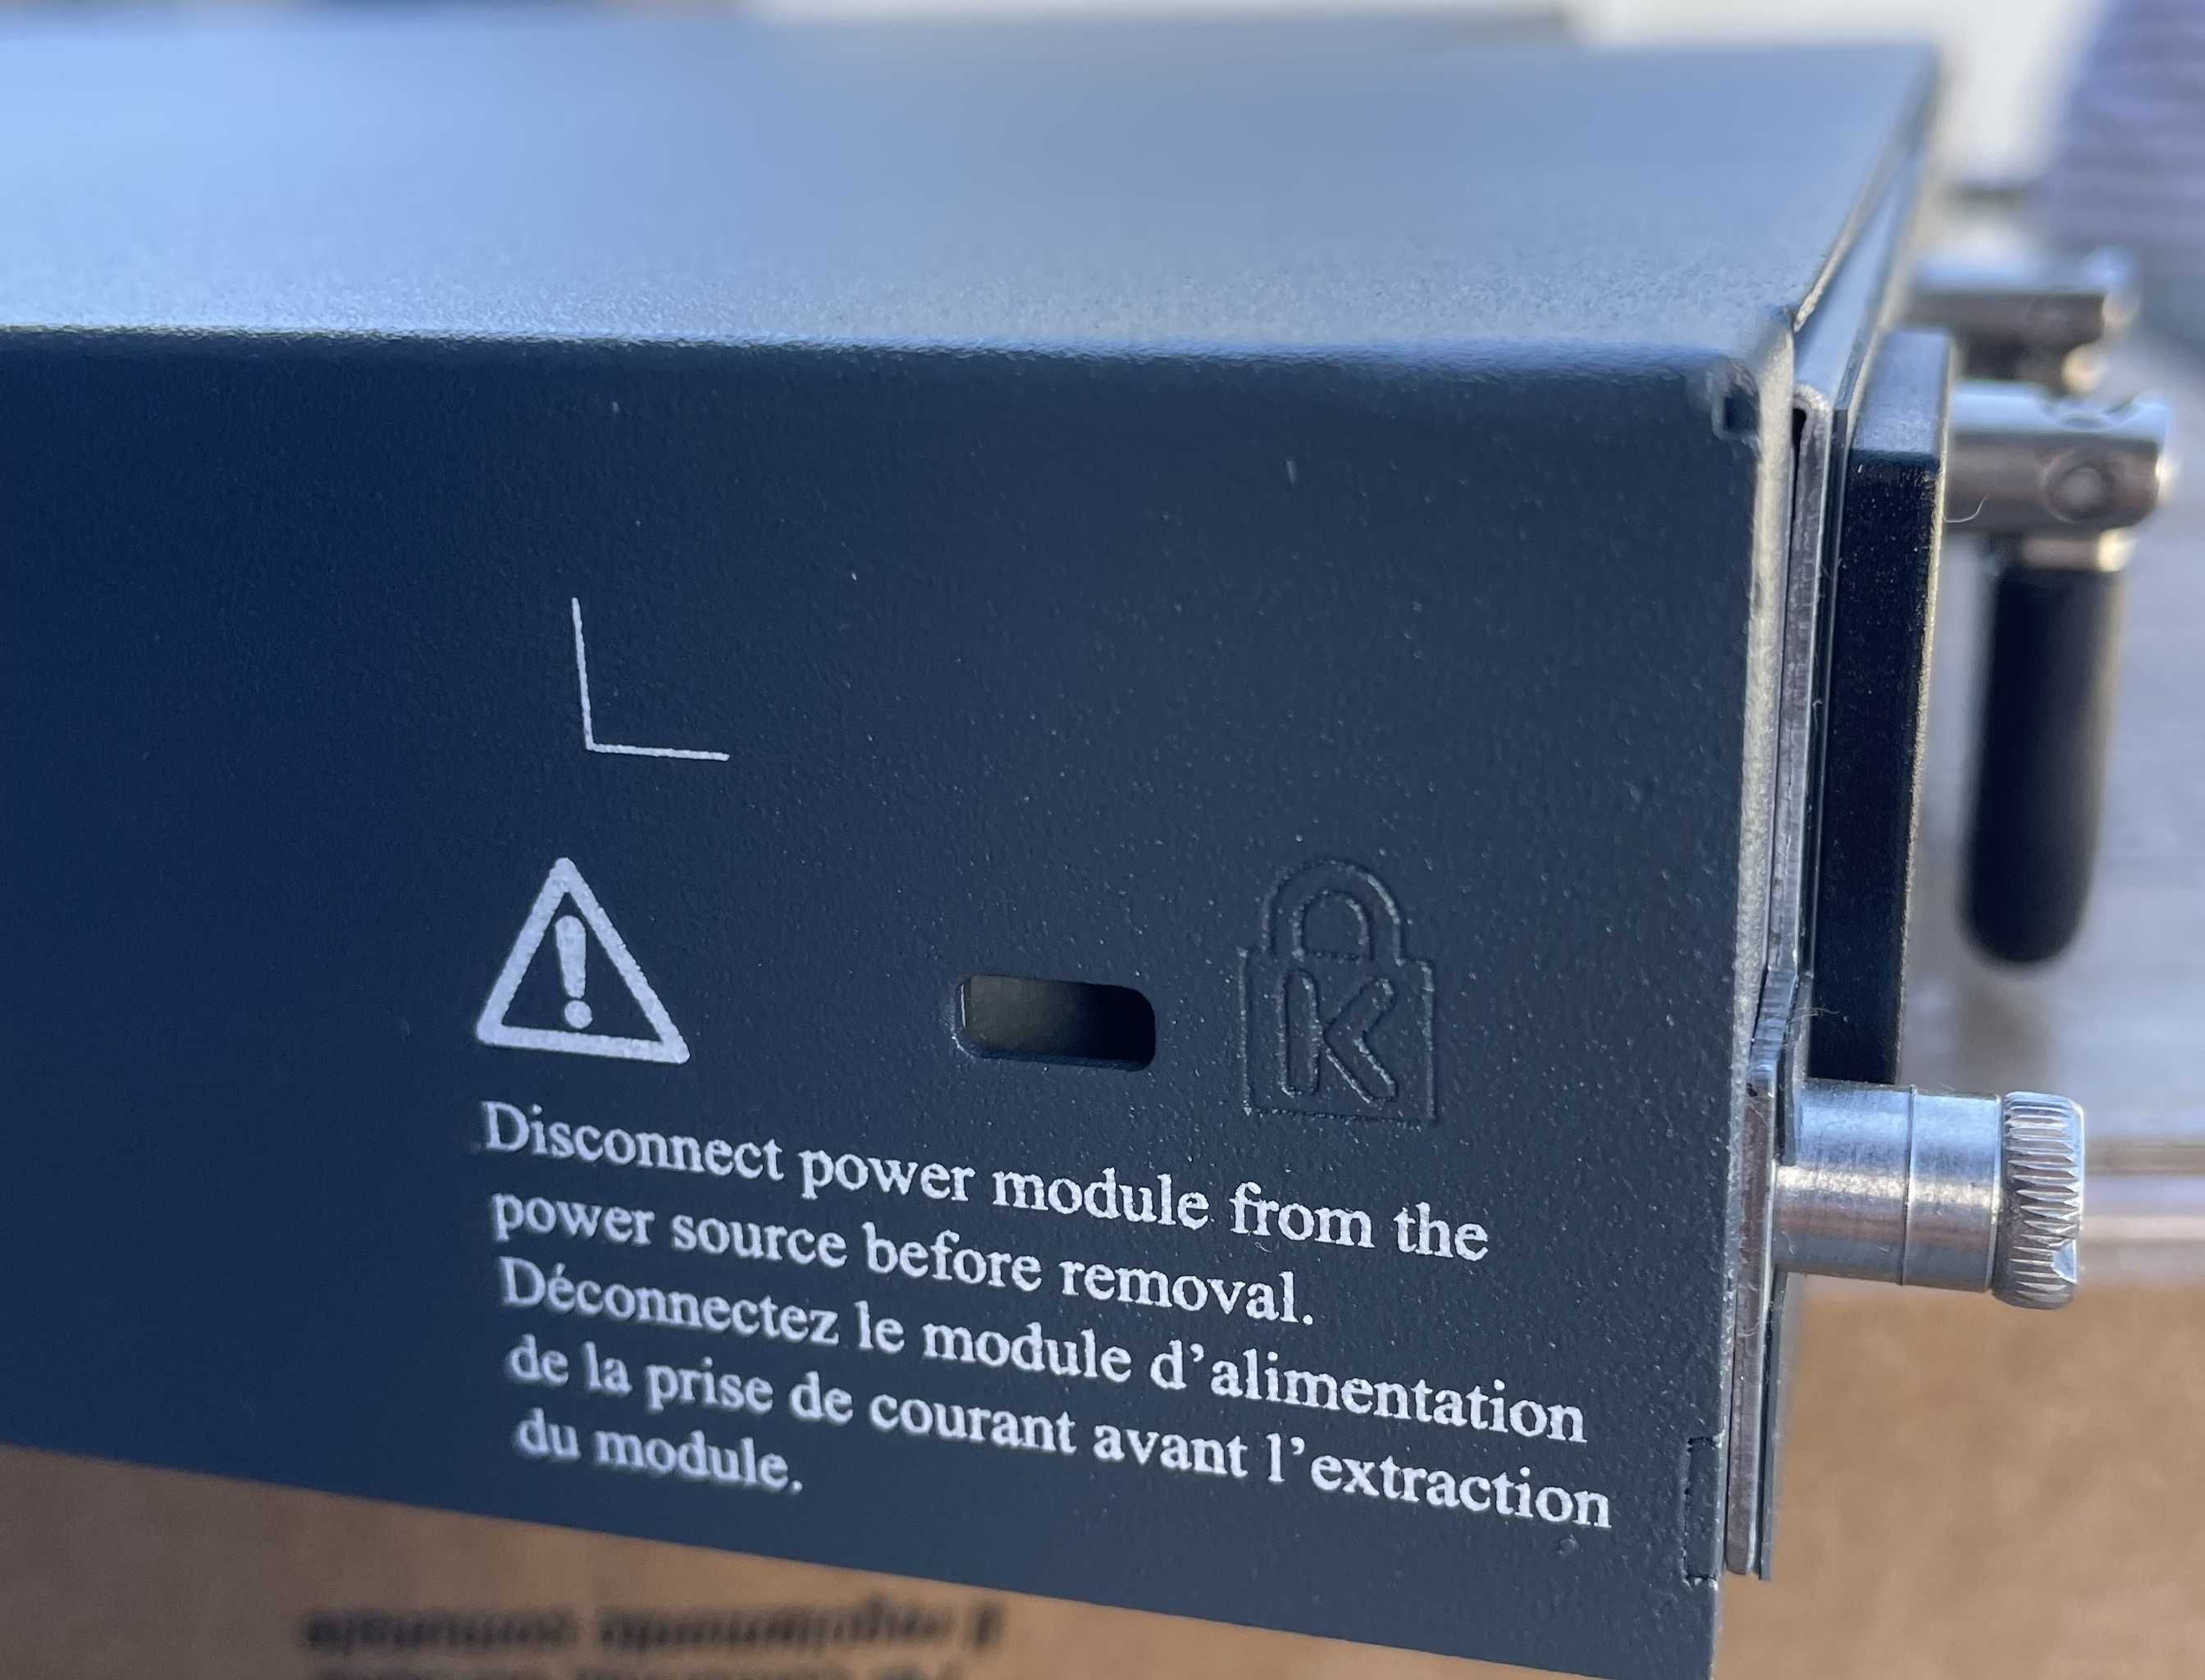 K
Disconnect power module from the
power source before removal.
Déconnectez le module d’alimentation
de la prise de courant avant l’extraction
du module.